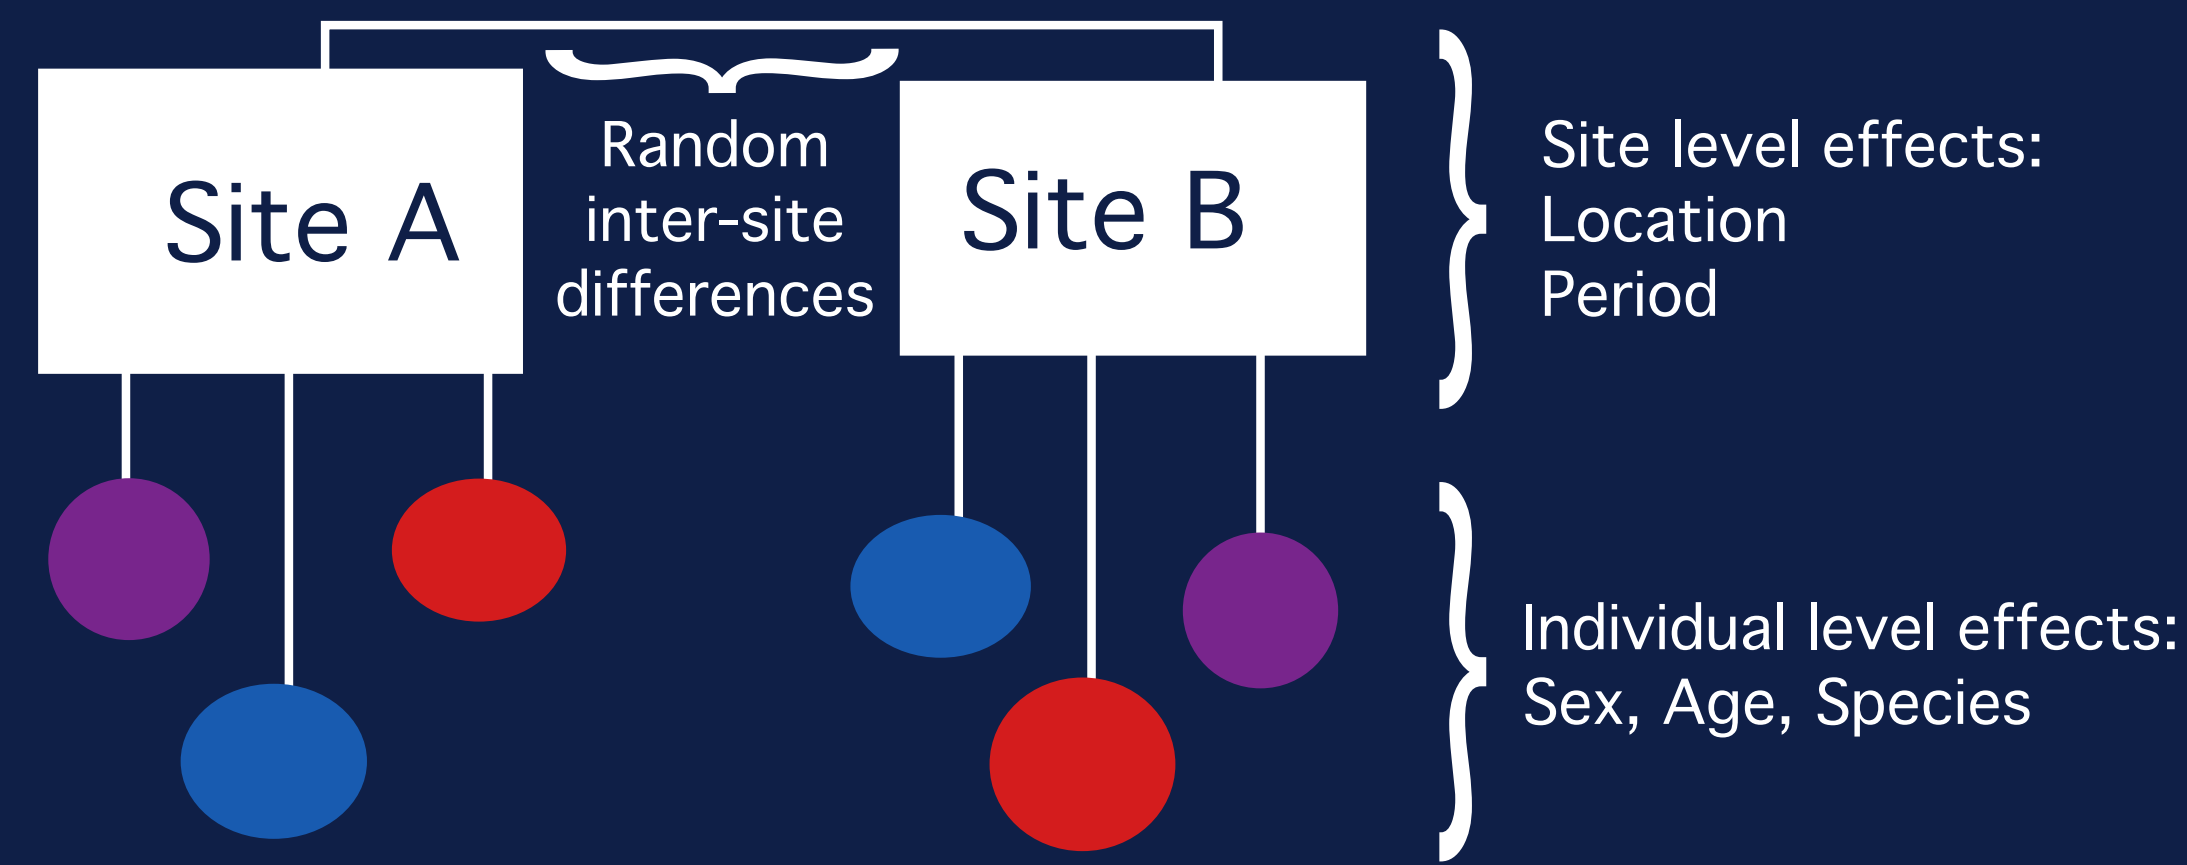 Site A
Random
inter-site
differences
Site B
Site level effects:
Location
Period
Individual level effects:
Sex, Age, Species